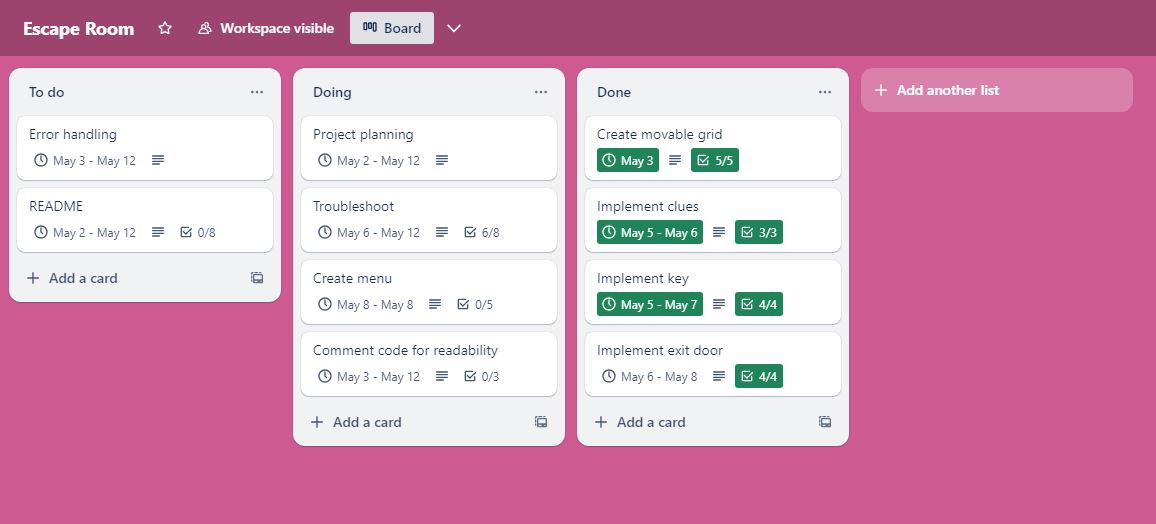 Escape Room
Workspace visible
Board
To do
Error handling
May 3 - May 12
README
May 2 - May 12
0/8
Add a card
Doing
Project planning
May 2 - May 12
Troubleshoot
May 6 - May 12
6/8
Create menu
May 8 - May 8
0/5
Comment code for readability
May 3 - May 12
0/3
Add a card
Done
Create movable grid
May 3
5/5
Implement clues
May 5 - May 6
3/3
Implement key
May 5 - May 7
4/4
Implement exit door
May 6 - May 8
4/4
Add a card
Add another list